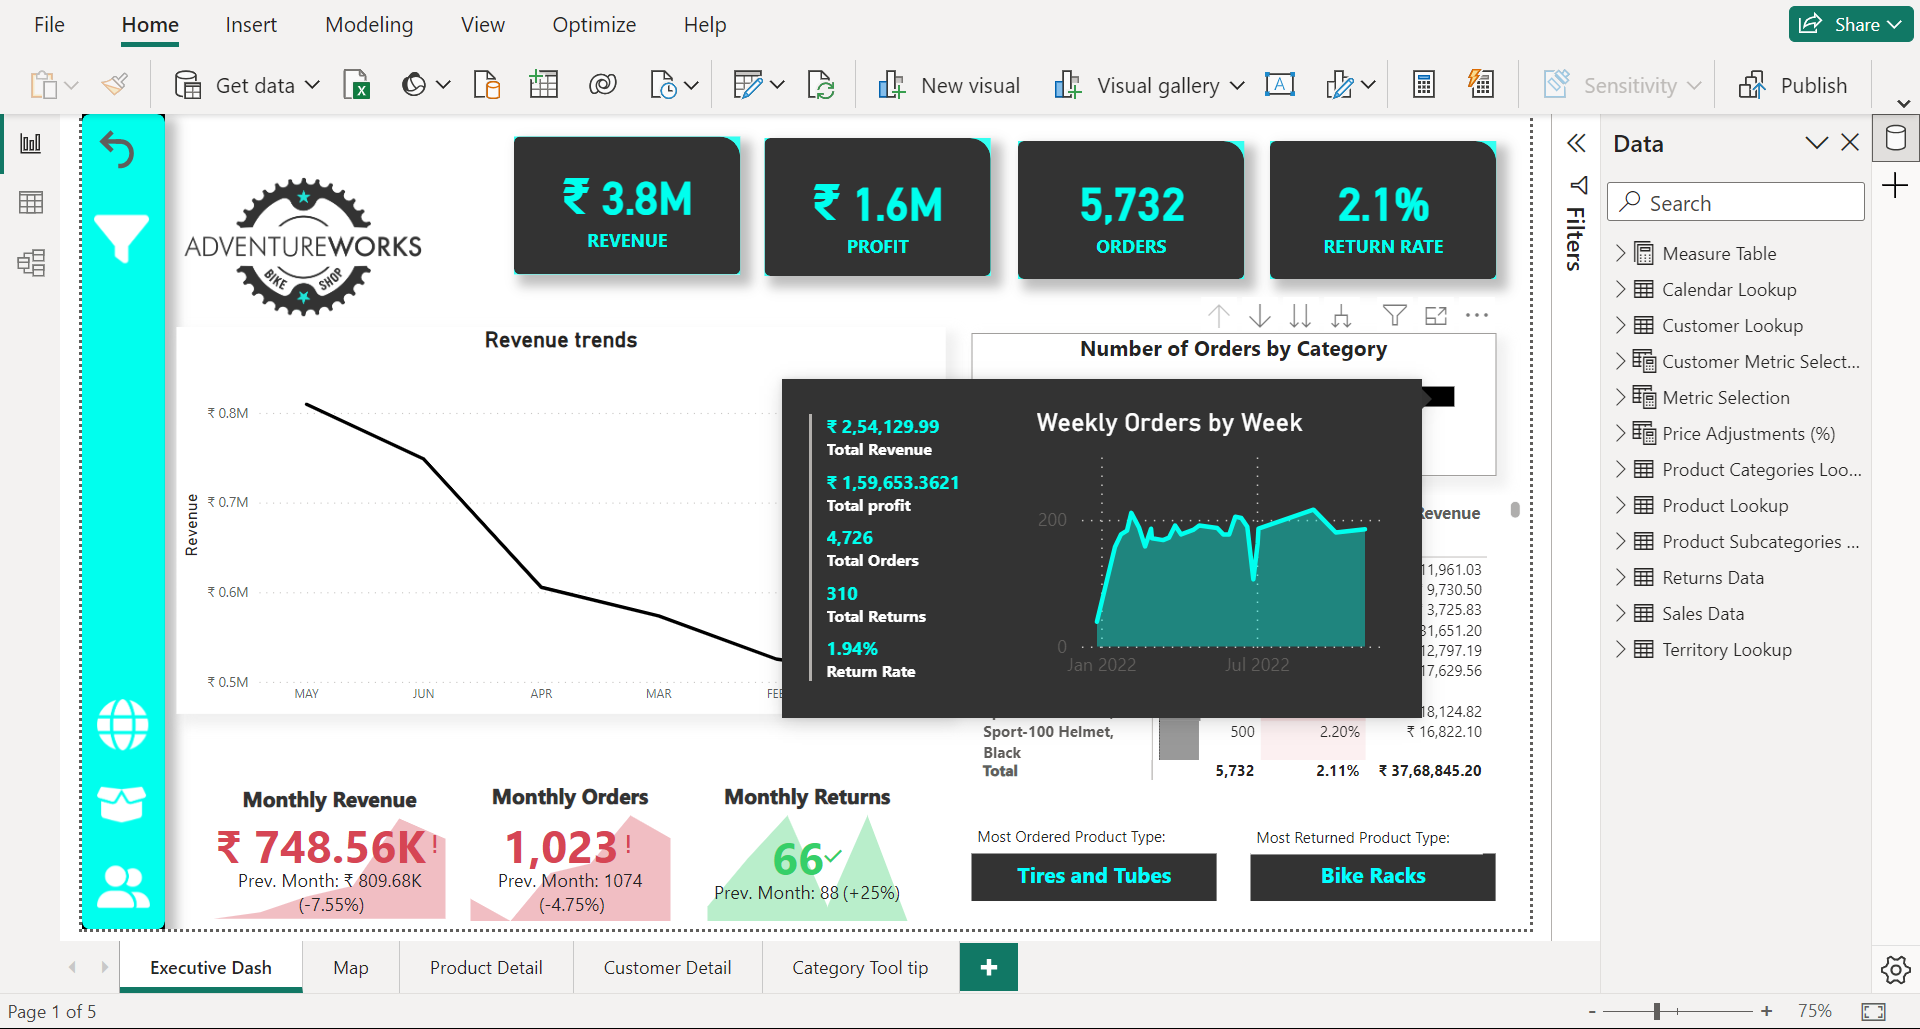 File
Home
Insert
Modeling
View
Optimize
Help
Share
Get data
New visual
Visual gallery
A
Sensitivity
Publish
ADVENTUREWORKS
BIKE SHOP
₹ 3.8M
REVENUE
₹ 1.6M
PROFIT
5,732
ORDERS
2.1%
RETURN RATE
Revenue trends
Revenue
₹ 0.8M
₹ 0.7M
₹ 0.6M
₹ 0.5M
MAY
JUN
APR
MAR
Number of Orders by Category
₹ 2,54,129.99
Total Revenue
₹ 1,59,653.3621
Total profit
4,726
Total Orders
310
Total Returns
1.94%
Return Rate
Weekly Orders by Week
200
0
Jan 2022
Jul 2022
Revenue
11,961.03
9,730.50
3,725.83
31,651.20
12,797.19
17,629.56
18,124.82
Sport-100 Helmet, 500 2.20% ₹ 16,822.10
Black
Total 5,732 2.11% ₹ 37,68,845.20
Monthly Revenue
₹ 748.56K!
Prev. Month: ₹ 809.68K
(-7.55%)
Monthly Orders
1,023!
Prev. Month: 1074
(-4.75%)
Monthly Returns
66
Prev. Month: 88 (+25%)
Most Ordered Product Type:
Tires and Tubes
Most Returned Product Type:
Bike Racks
Filters
Data
Search
Measure Table
Calendar Lookup
Customer Lookup
Customer Metric Select...
Metric Selection
Price Adjustments (%)
Product Categories Loo...
Product Lookup
Product Subcategories ...
Returns Data
Sales Data
Territory Lookup
Executive Dash
Map
Product Detail
Customer Detail
Category Tool tip
Page 1 of 5
75%